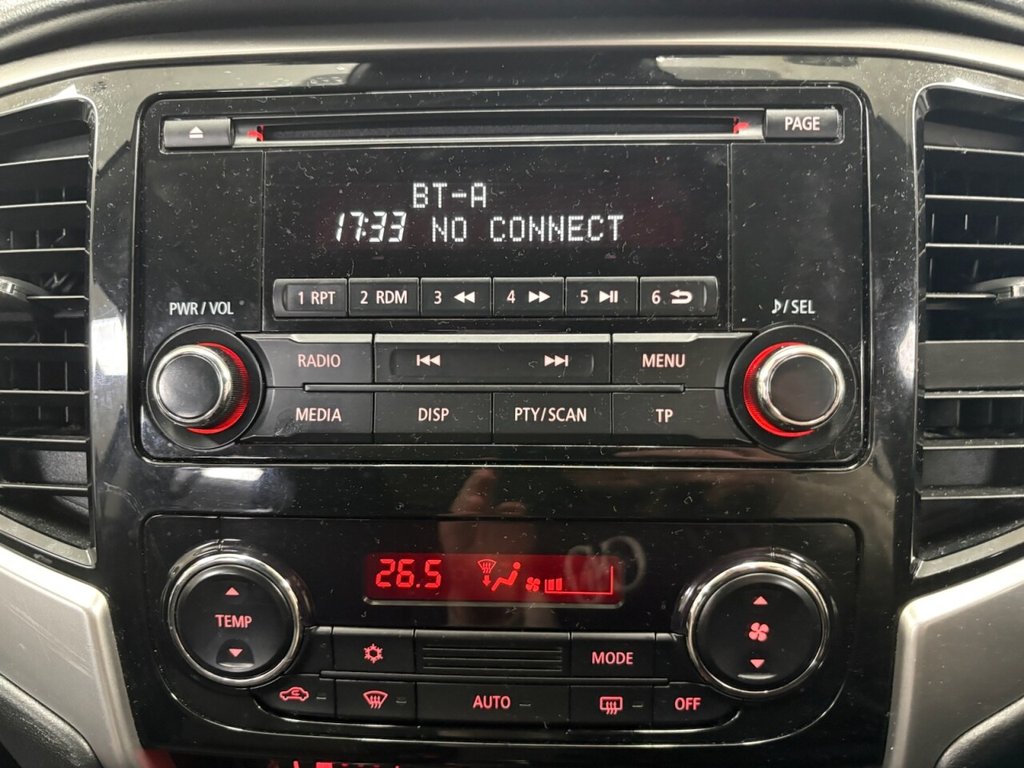 PAGE
BT-A
17:33 NO CONNECT
1 RPT 2 RDM 3 4 5 6
PWR/VOL
♪/SEL
RADIO MENU
MEDIA DISP PTY/SCAN TP
26.5
TEMP
MODE
AUTO OFF